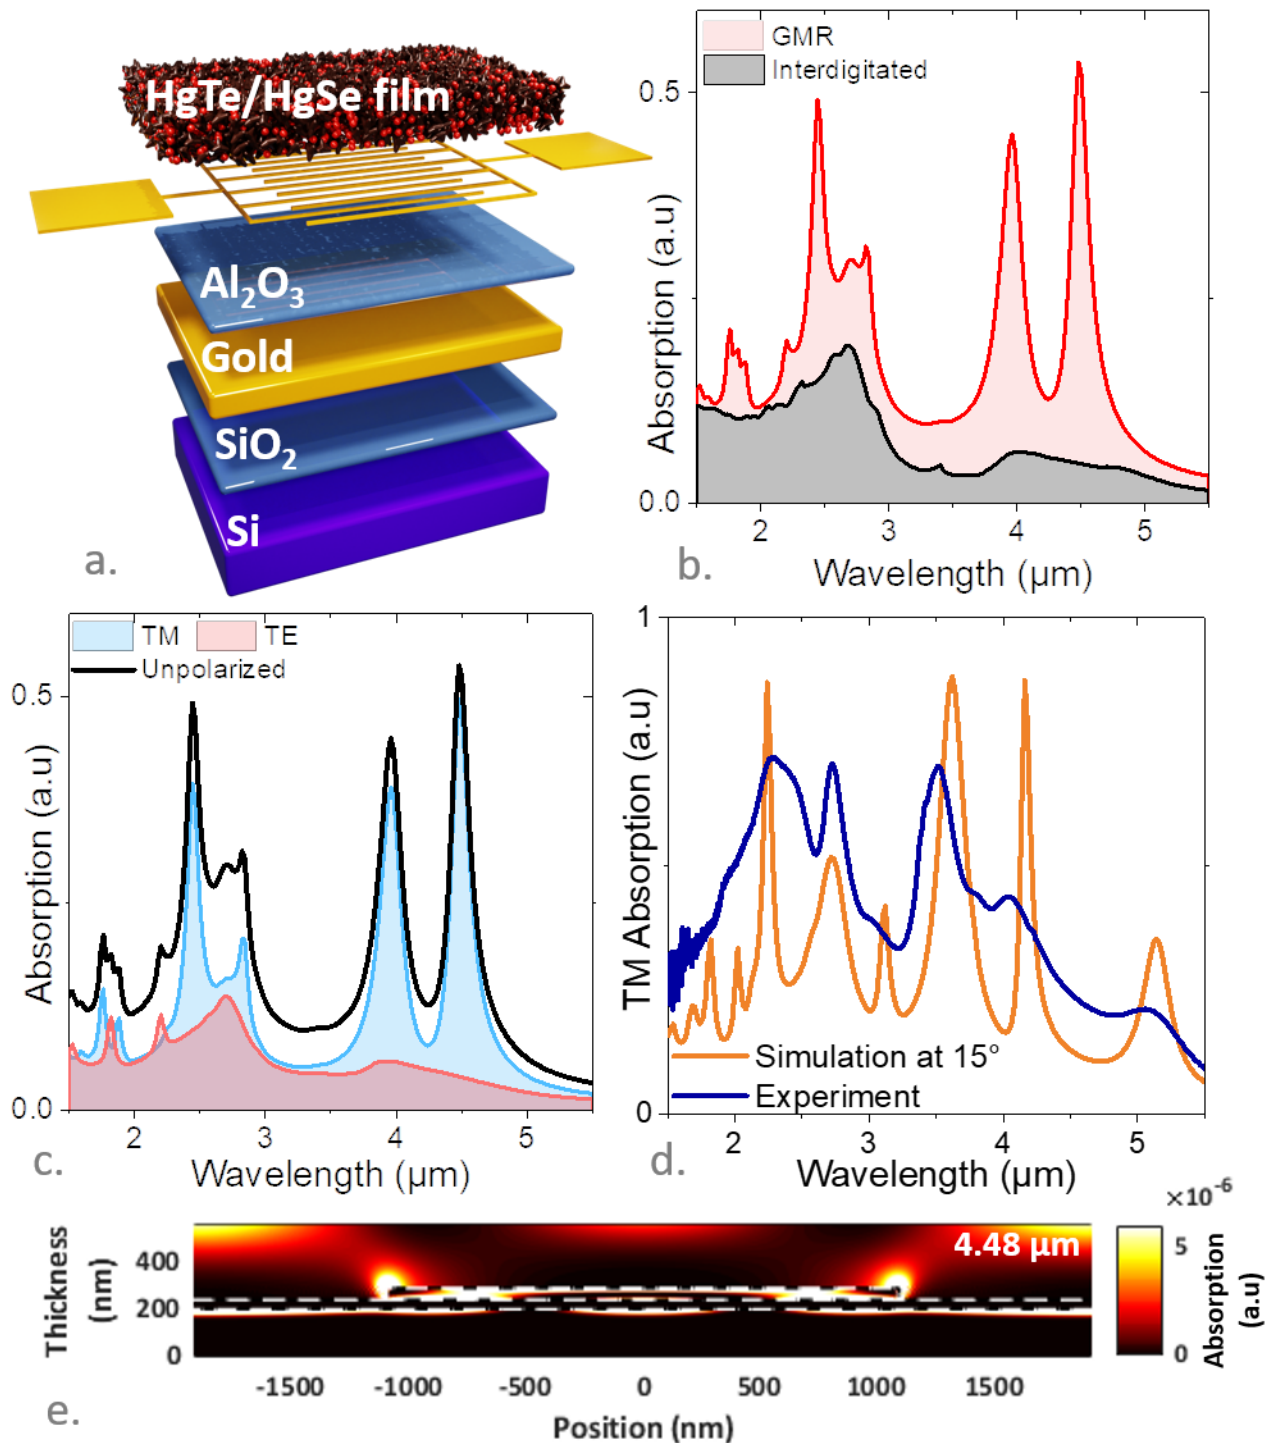 HgTe/HgSe film
Al₂O₃
Gold
SiO₂
Si
a.
GMR
Interdigitated
0.5
0.0
Absorption (a.u)
2 3 4 5
Wavelength (µm)
b.
TM TE
Unpolarized
0.5
0.0
Absorption (a.u)
2 3 4 5
Wavelength (µm)
c.
1
0
TM Absorption (a.u)
Simulation at 15°
Experiment
2 3 4 5
Wavelength (µm)
d.
4.48 µm
Thickness
(nm)
400
200
0
-1500 -1000 -500 0 500 1000 1500
Position (nm)
×10⁻⁶
5
0
Absorption
(a.u)
e.